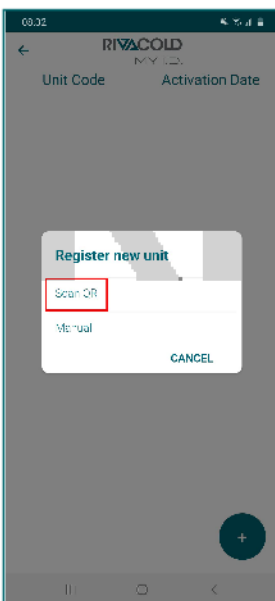 08.32
RIVACOLD
Unit Code Activation Date
Register new unit
Scan QR
Manual
CANCEL
+